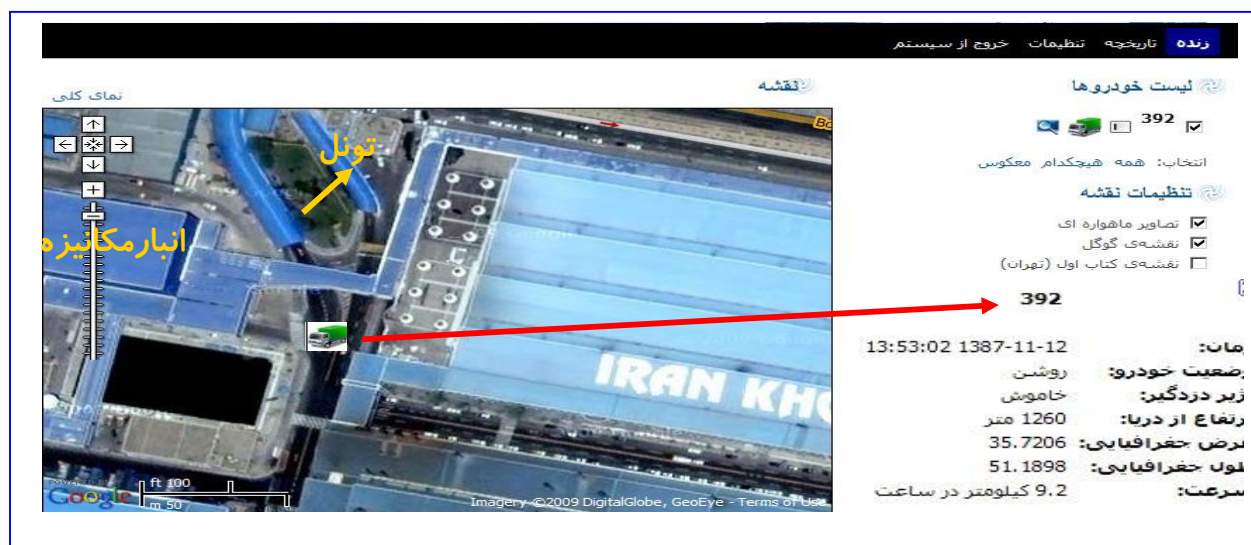 زنده تاریخچه تنظیمات خروج از سیستم
لیست خودروها
392
انتخاب: همه هیچکدام معکوس
تنظیمات نقشه
تصاویر ماهواره ای
نقشه‌ی گوگل
نقشه‌ی کتاب اول (تهران)
392
مان: 1387-11-12 13:53:02
وضعیت خودرو: روشن
ژیر دزدگیر: خاموش
رتفاع از دریا: 1260 متر
عرض جغرافیایی: 35.7206
طول جغرافیایی: 51.1898
سرعت: 9.2 کیلومتر در ساعت
نقشه
نمای کلی
تونل
انبارمکانیزه
IRAN KHO
Google
100 ft
50 m
Imagery ©2009 DigitalGlobe, GeoEye - Terms of Use